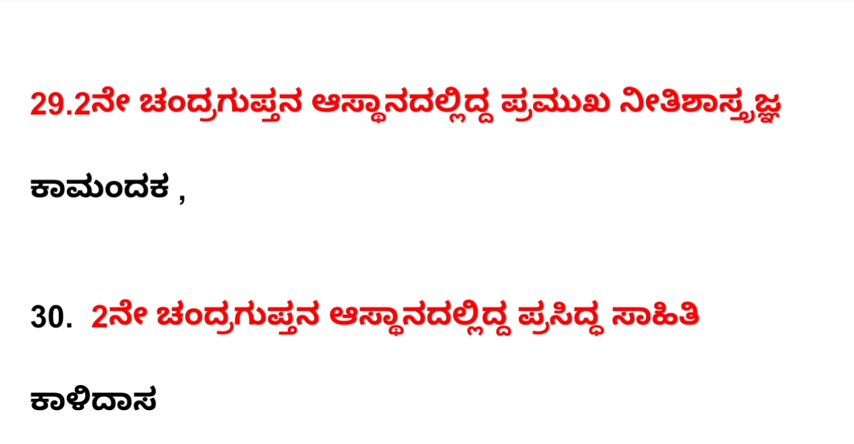 29.2ನೇ ಚಂದ್ರಗುಪ್ತನ ಆಸ್ಥಾನದಲ್ಲಿದ್ದ ಪ್ರಮುಖ ನೀತಿಶಾಸ್ತ್ರಜ್ಞ
ಕಾಮಂದಕ ,
30. 2ನೇ ಚಂದ್ರಗುಪ್ತನ ಆಸ್ಥಾನದಲ್ಲಿದ್ದ ಪ್ರಸಿದ್ಧ ಸಾಹಿತಿ
ಕಾಳಿದಾಸ